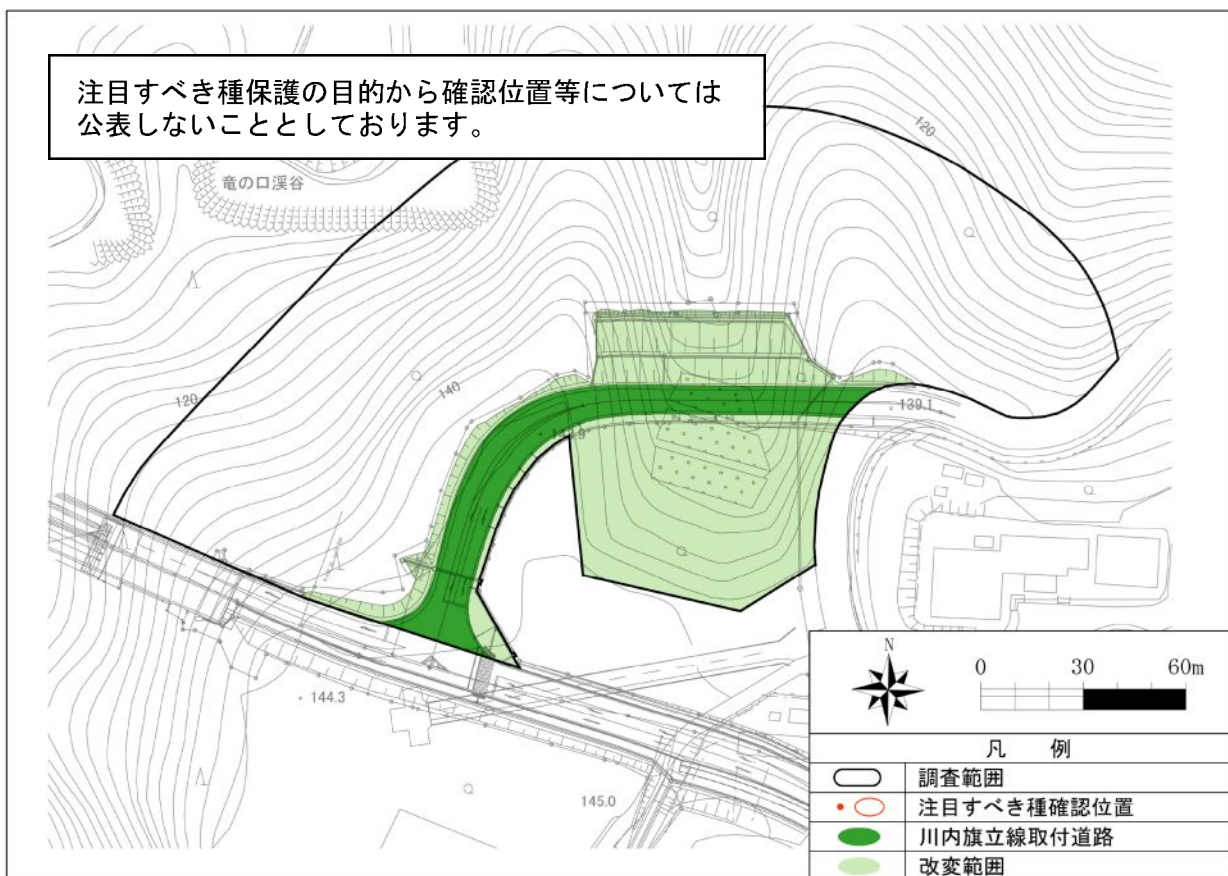 注目すべき種保護の目的から確認位置等については
公表しないこととしております。
120
竜の口渓谷
140
120
139.1
144.3
145.0
N
0 30 60m
凡 例
調査範囲
注目すべき種確認位置
川内旗立線取付道路
改変範囲